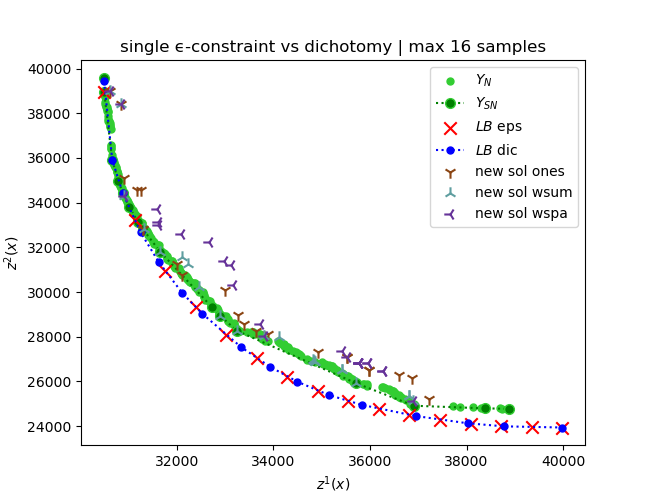 single ϵ-constraint vs dichotomy | max 16 samples
40000
38000
36000
34000
32000
30000
28000
26000
24000
z²(x)
32000 34000 36000 38000 40000
z¹(x)
Y_N
Y_SN
LB eps
LB dic
new sol ones
new sol wsum
new sol wspa